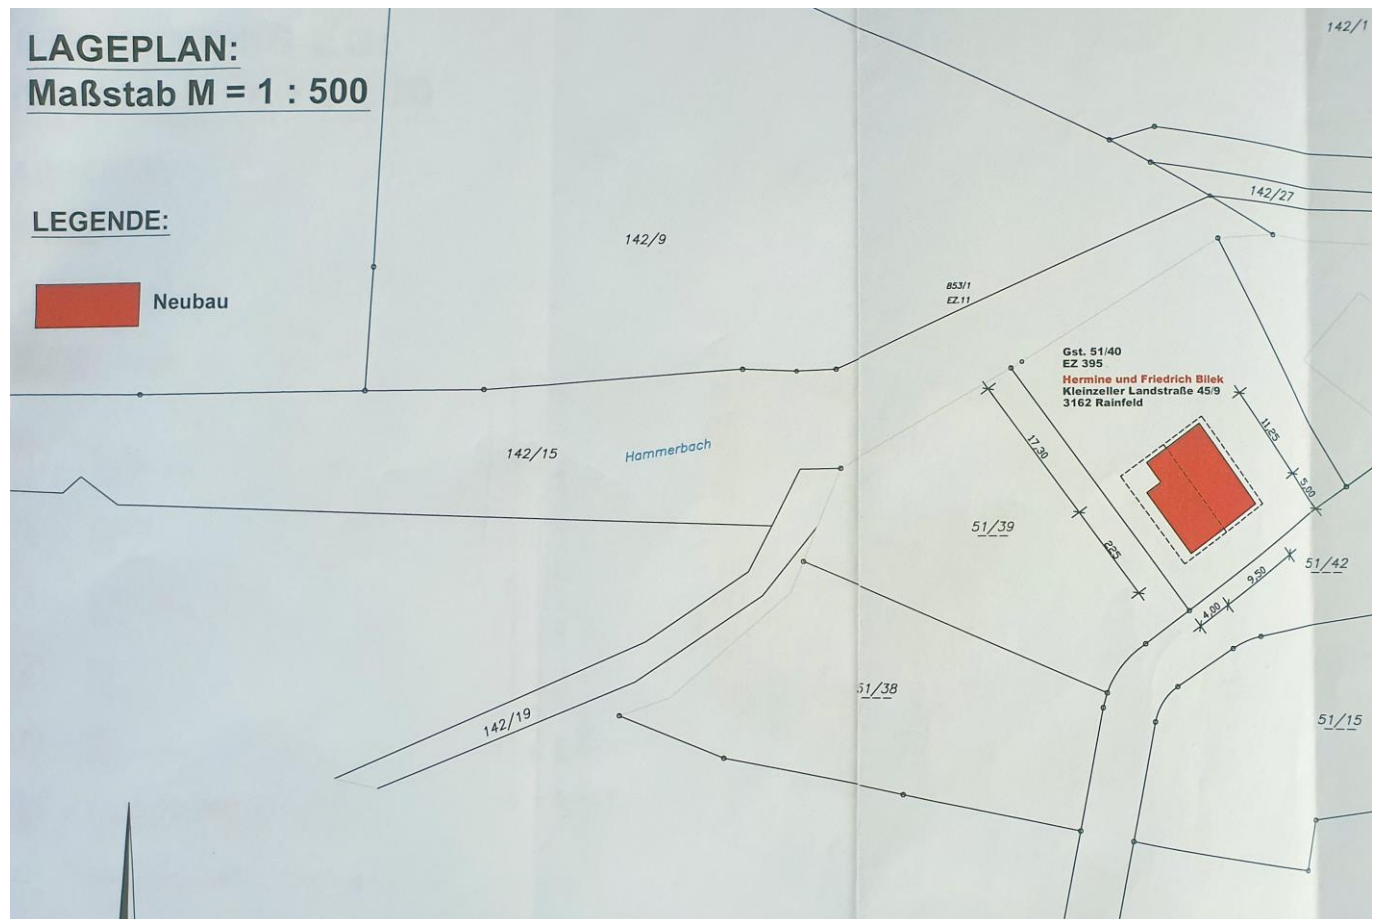 LAGEPLAN:
Maßstab M = 1 : 500
LEGENDE:
Neubau
142/1
142/27
142/9
853/1
EZ.11
Gst. 51/40
EZ 395
Hermine und Friedrich Bilek
Kleinzeller Landstraße 45/9
3162 Rainfeld
142/15
Hammerbach
17,30
11,25
5,00
51/39
2,25
51/42
9,50
4,00
51/38
142/19
51/15